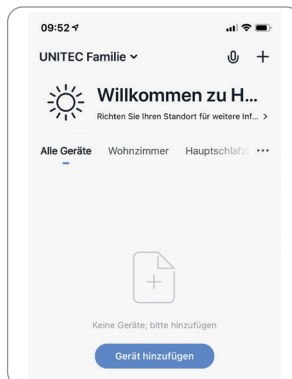 09:52
UNITEC Familie
Willkommen zu H...
Richten Sie Ihren Standort für weitere Inf... >
Alle Geräte Wohnzimmer Hauptschlafzi ...
Keine Geräte; bitte hinzufügen
Gerät hinzufügen